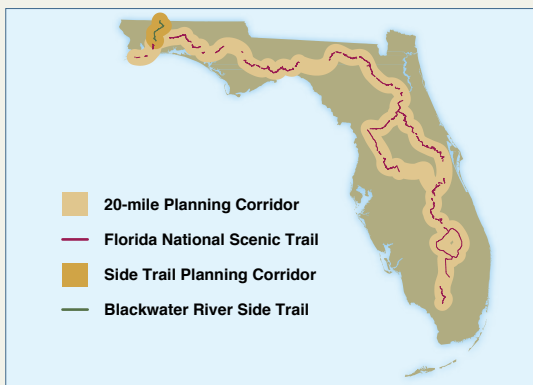 20-mile Planning Corridor
Florida National Scenic Trail
Side Trail Planning Corridor
Blackwater River Side Trail